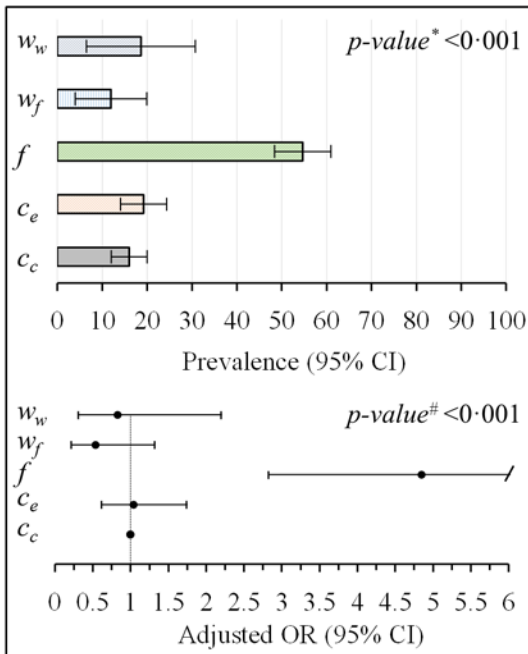 w_w
p-value* <0·001
w_f
f
c_e
c_c
0 10 20 30 40 50 60 70 80 90 100
Prevalence (95% CI)
w_w
p-value# <0·001
w_f
f
c_e
c_c
0 0.5 1 1.5 2 2.5 3 3.5 4 4.5 5 5.5 6
Adjusted OR (95% CI)